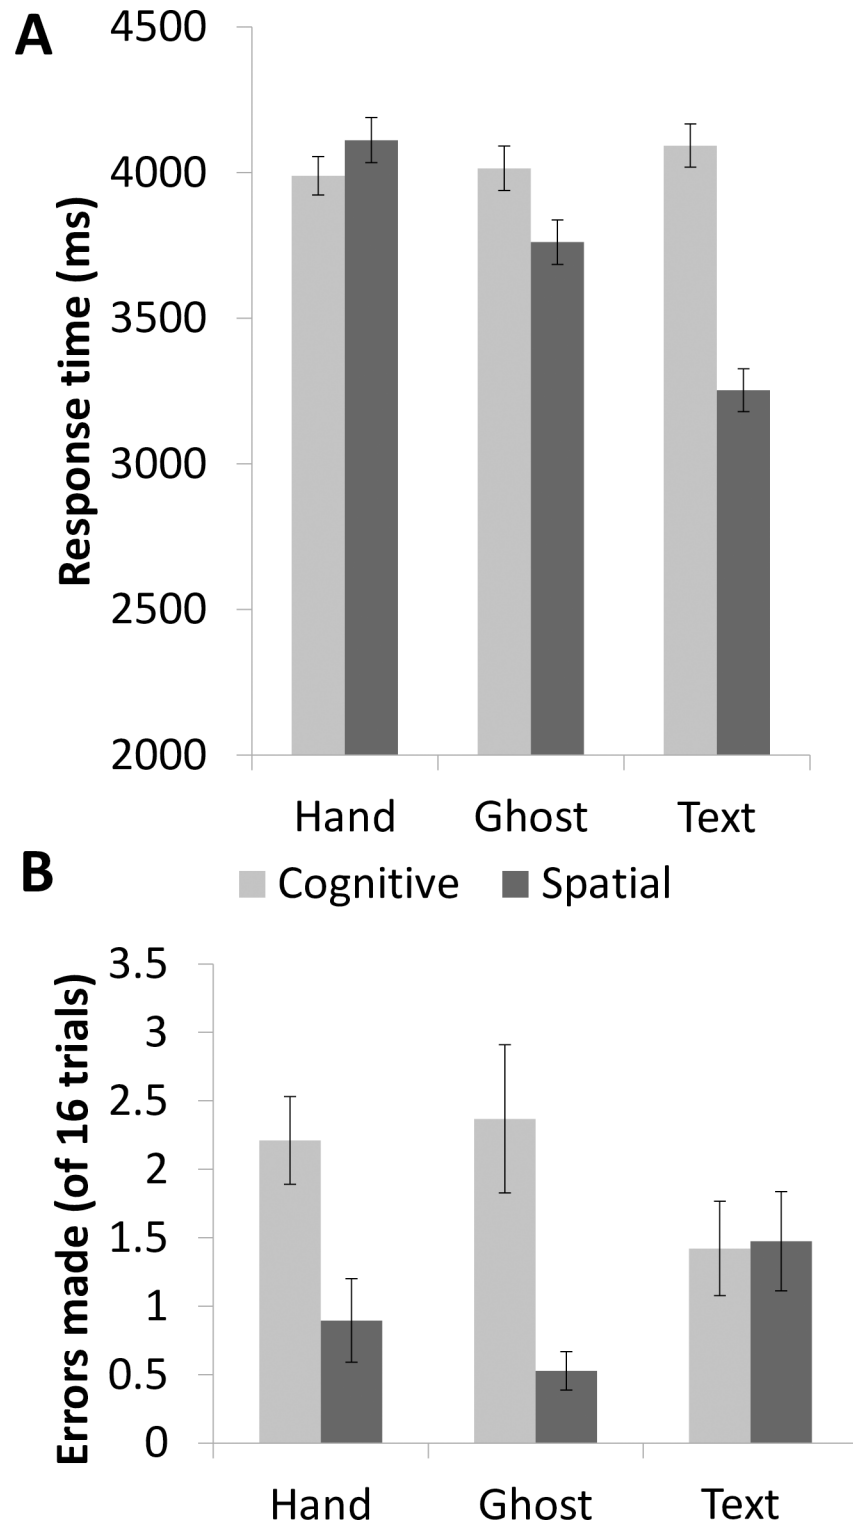 A
4500
4000
3500
3000
2500
2000
Response time (ms)
Hand Ghost Text
Cognitive Spatial
B
3.5
3
2.5
2
1.5
1
0.5
0
Errors made (of 16 trials)
Hand Ghost Text